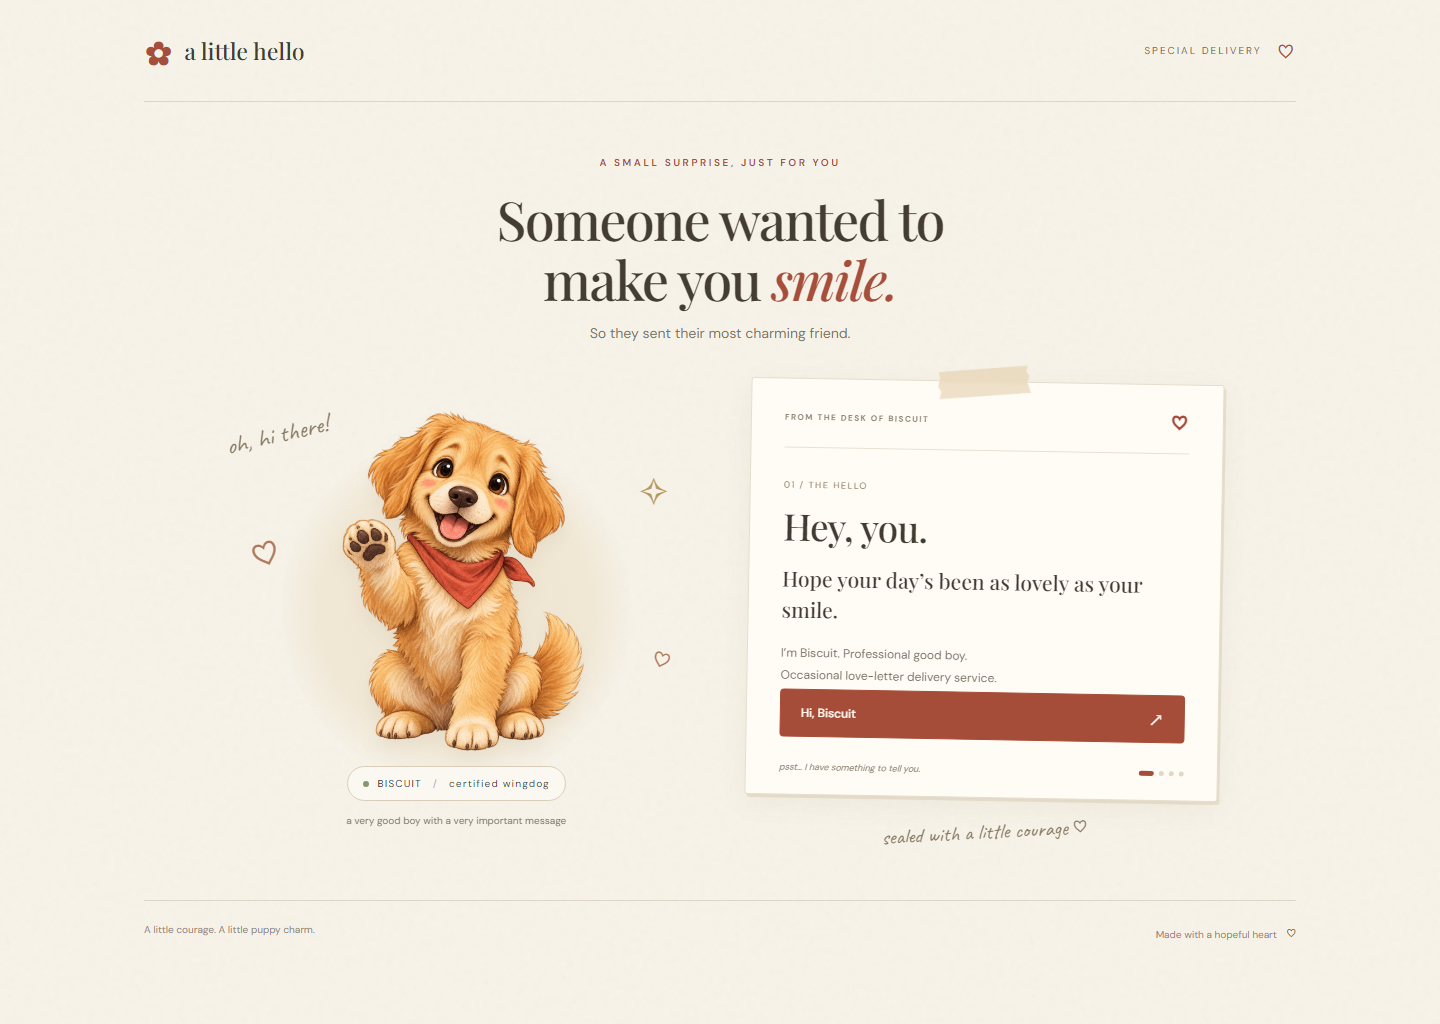 a little hello
SPECIAL DELIVERY
A SMALL SURPRISE, JUST FOR YOU
Someone wanted to
make you smile.
So they sent their most charming friend.
oh, hi there!
BISCUIT / certified wingdog
a very good boy with a very important message
FROM THE DESK OF BISCUIT
01 / THE HELLO
Hey, you.
Hope your day’s been as lovely as your
smile.
I’m Biscuit. Professional good boy.
Occasional love-letter delivery service.
Hi, Biscuit ↗
psst... I have something to tell you.
sealed with a little courage
A little courage. A little puppy charm.
Made with a hopeful heart